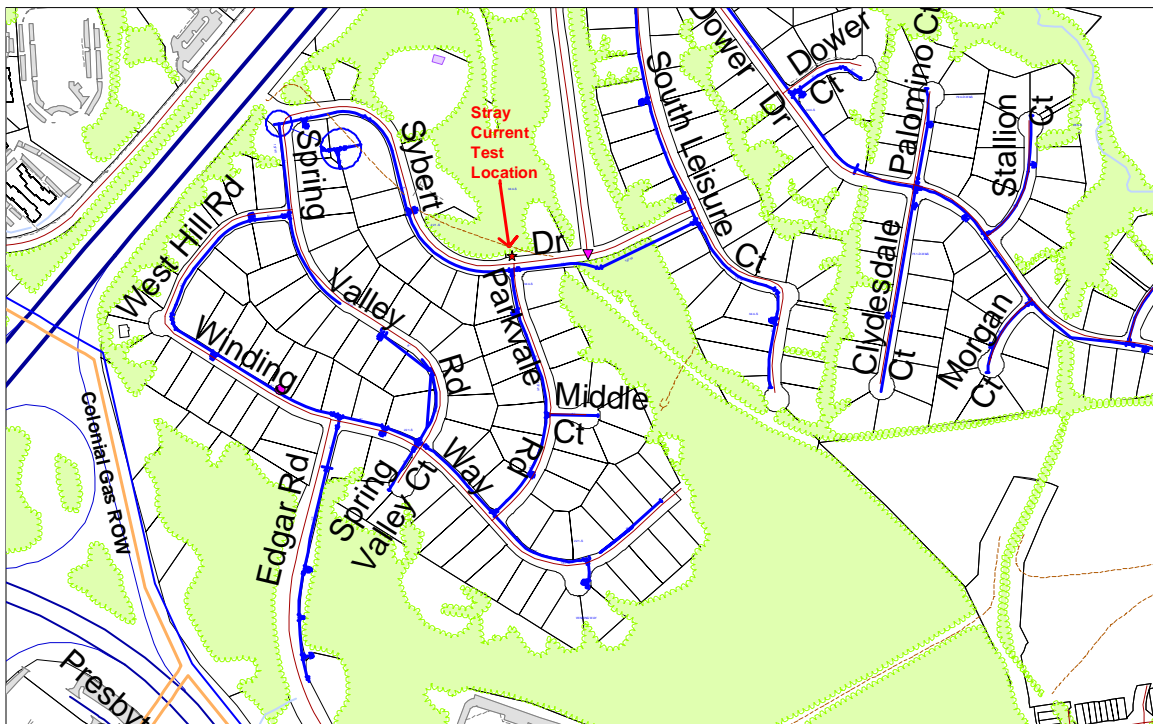 Stray
Current
Test
Location
Spring
Sybert
Dr
West Hill Rd
Valley
Rd
Winding
Way
Parkvale
Rd
Middle
Ct
Edgar Rd
Spring
Valley Ct
Colonial Gas ROW
South Leisure
Ct
Dower
Dr
Dower
Ct
Palomino Ct
Stallion
Ct
Clydesdale
Ct
Morgan
Ct
Presbyt